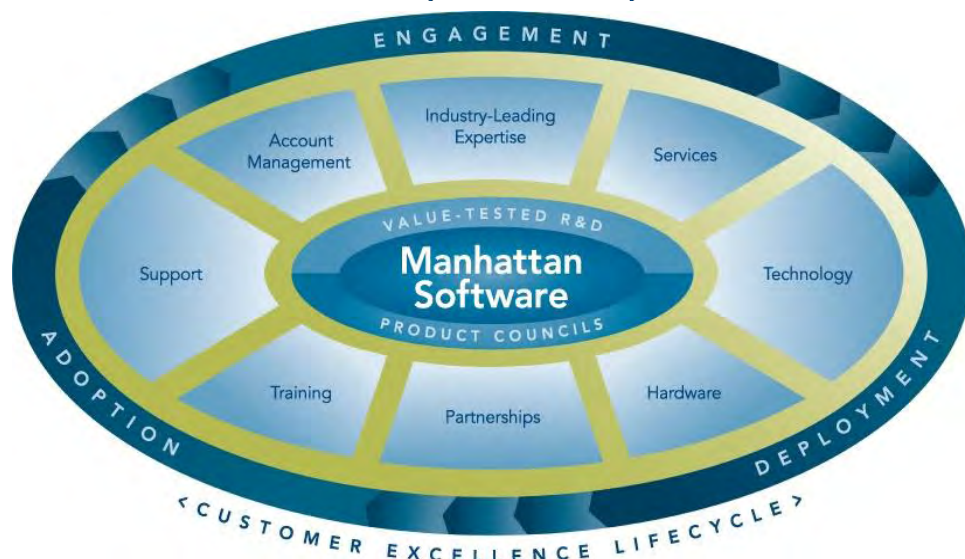 ENGAGEMENT
Industry-Leading
Expertise
Account
Management
Services
VALUE-TESTED R&D
Support
Manhattan
Software
Technology
PRODUCT COUNCILS
Training
Partnerships
Hardware
ADOPTION
DEPLOYMENT
<CUSTOMER EXCELLENCE LIFECYCLE>